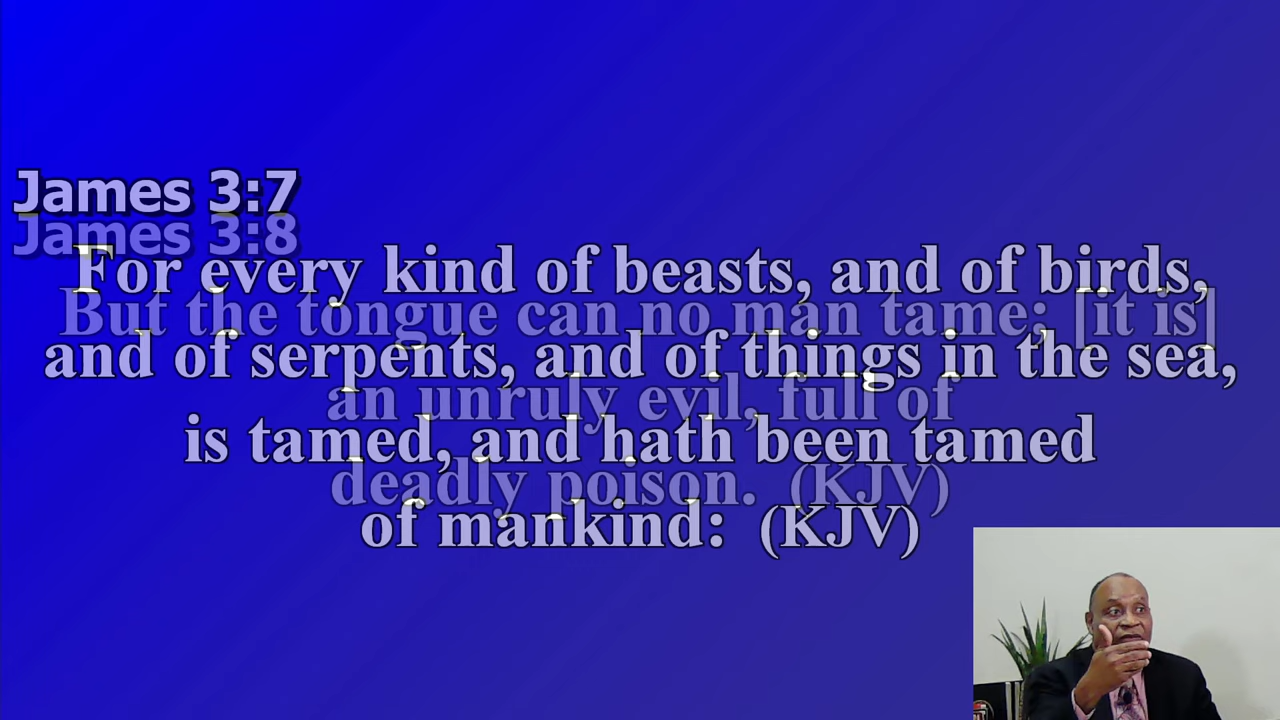 James 3:7
James 3:8
For every kind of beasts, and of birds,
But the tongue can no man tame; [it is]
and of serpents, and of things in the sea,
an unruly evil, full of
is tamed, and hath been tamed
deadly poison. (KJV)
of mankind: (KJV)